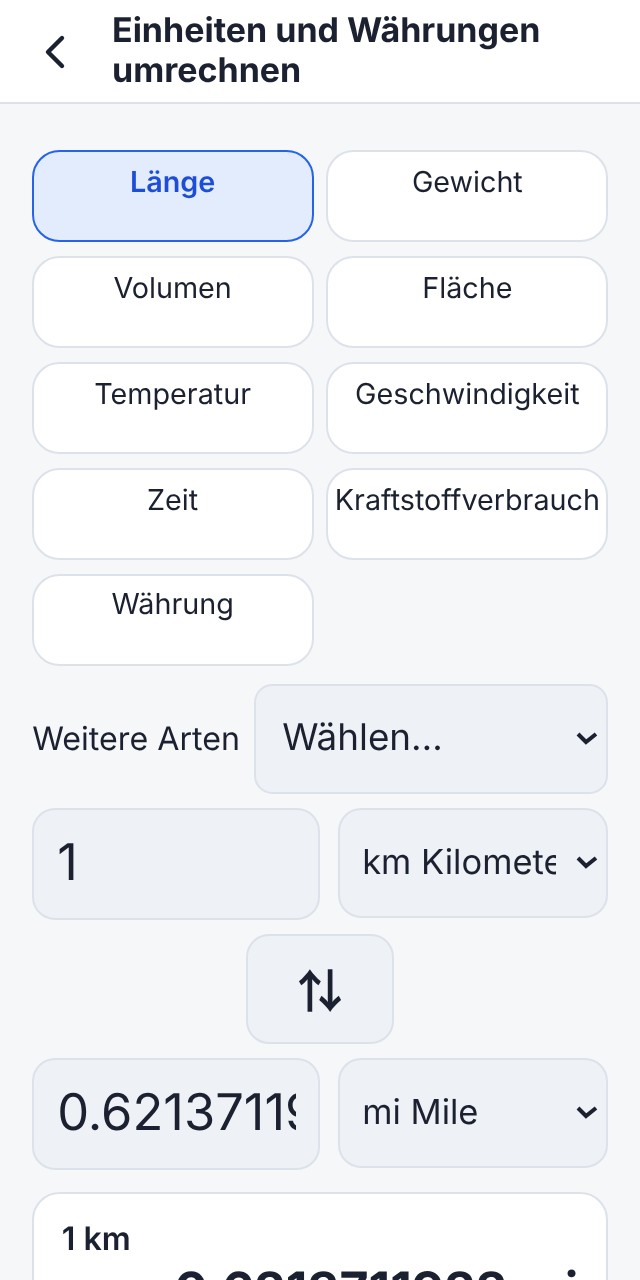 Einheiten und Währungen
umrechnen
Länge
Gewicht
Volumen
Fläche
Temperatur
Geschwindigkeit
Zeit
Kraftstoffverbrauch
Währung
Weitere Arten
Wählen...
1
km Kilomete
0.62137119
mi Mile
1 km